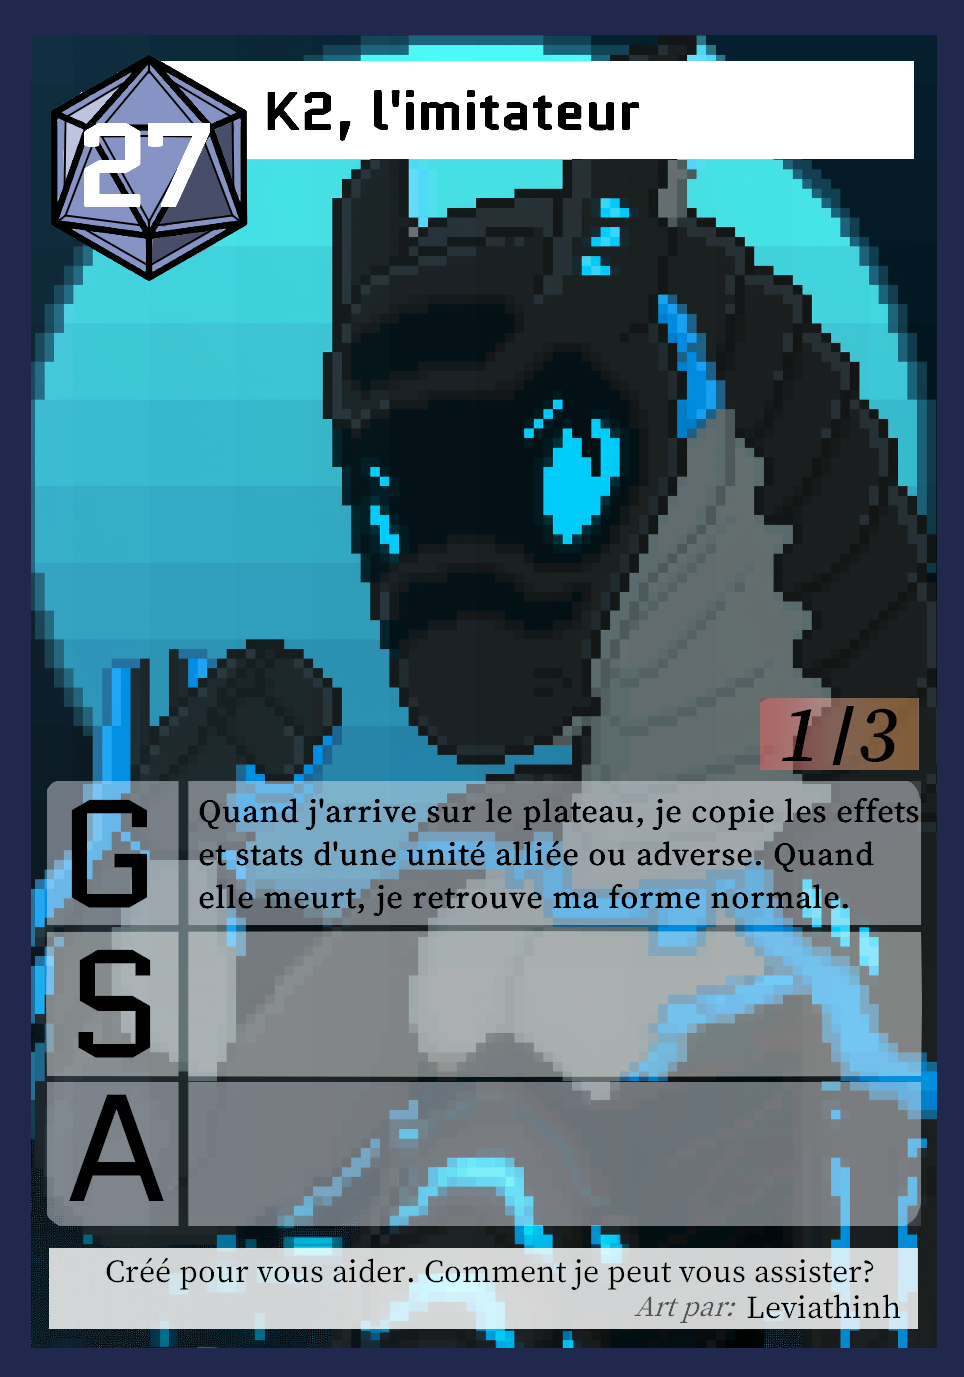 27
K2, l'imitateur
1/3
G
Quand j'arrive sur le plateau, je copie les effets
et stats d'une unité alliée ou adverse. Quand
elle meurt, je retrouve ma forme normale.
S
A
Créé pour vous aider. Comment je peut vous assister?
Art par: Leviathinh